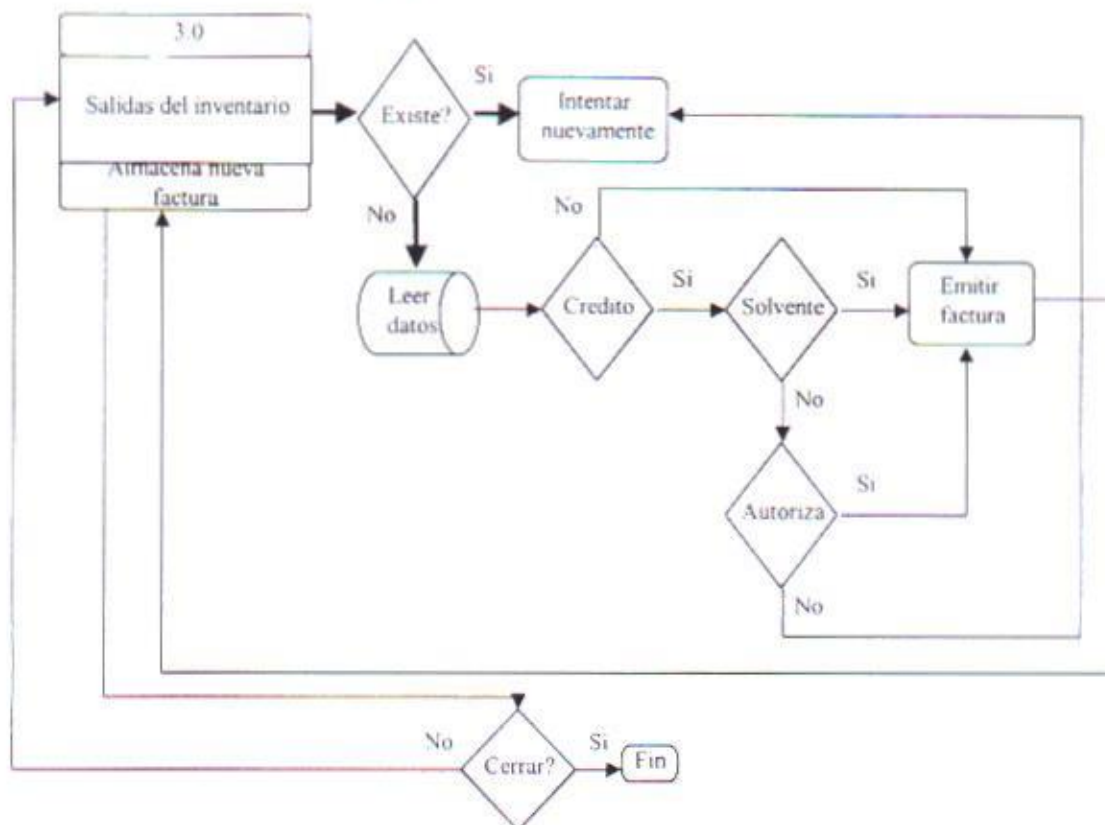 3.0
Salidas del inventario
Almacena nueva
factura
Existe?
Si
Intentar
nuevamente
No
Leer
datos
No
Credito
Si
Solvente
Si
Emitir
factura
No
Autoriza
Si
No
No
Cerrar?
Si
Fin